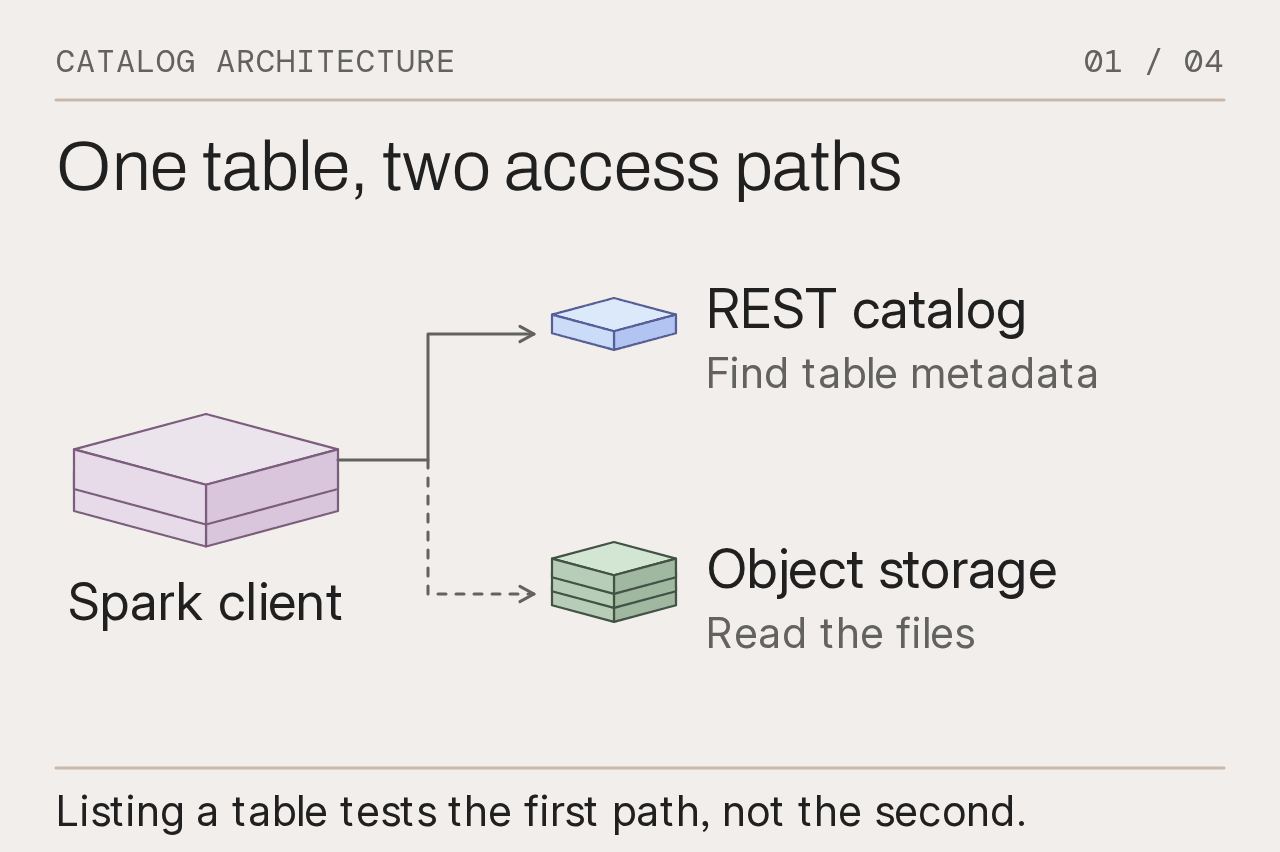 CATALOG ARCHITECTURE
01 / 04
One table, two access paths
REST catalog
Find table metadata
Spark client
Object storage
Read the files
Listing a table tests the first path, not the second.